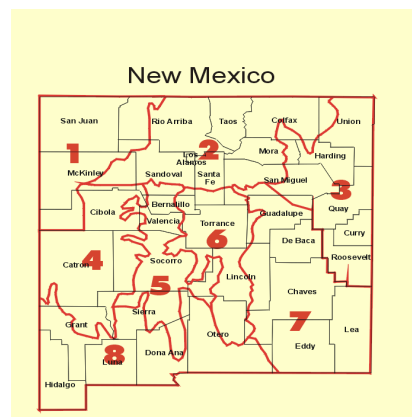 New Mexico
San Juan
Rio Arriba
Taos
Colfax
Union
1
2
Mora
Harding
McKinley
Sandoval
Los
Alamos
Santa
Fe
San Miguel
3
Cibola
Bernalillo
Valencia
Guadalupe
Quay
Torrance
6
De Baca
Curry
Catron
4
Socorro
Roosevelt
5
Lincoln
Chaves
Sierra
Grant
7
Otero
Lea
8
Luna
Dona Ana
Eddy
Hidalgo